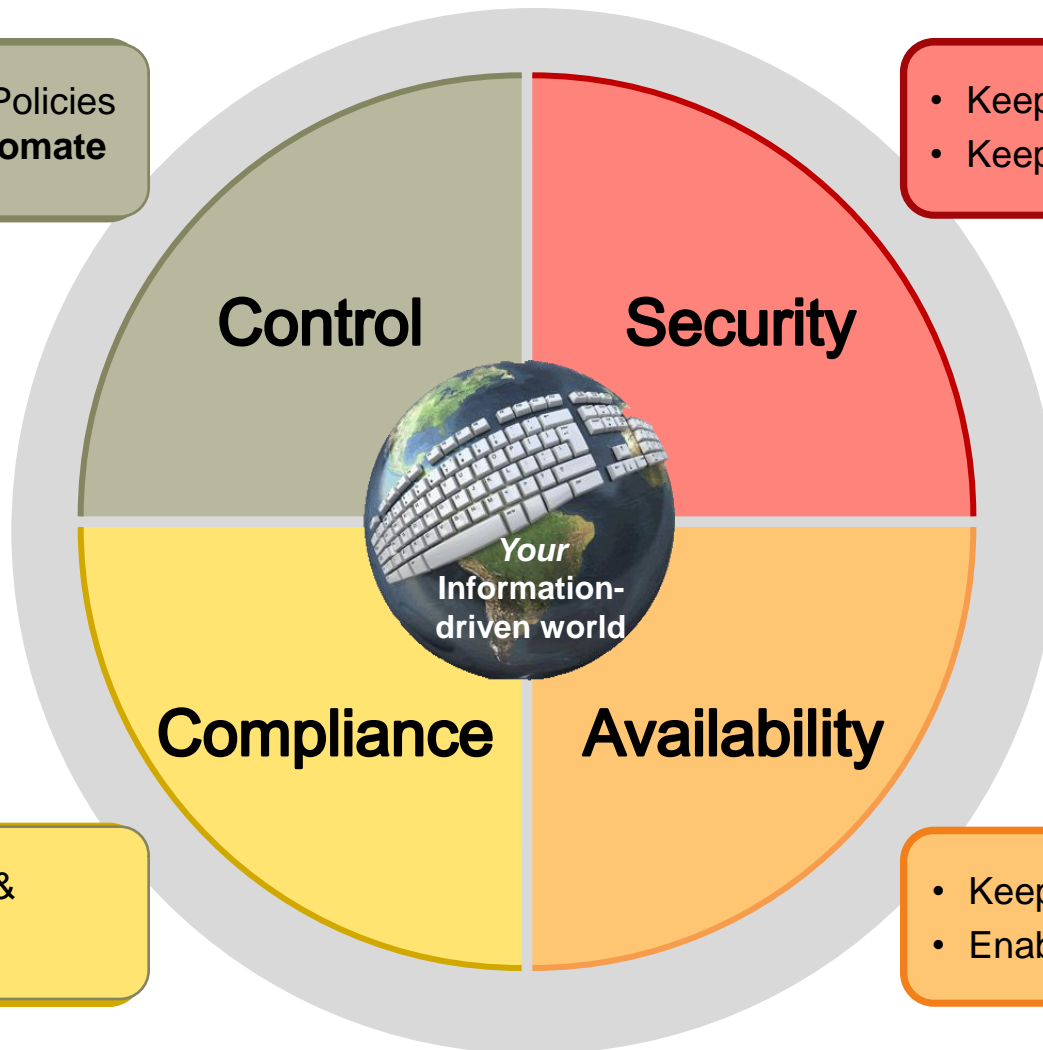 Policies
• Keep
omate
• Keep
Control
Security
Your
Information-
driven world
Compliance
Availability
&
• Keep
• Enab